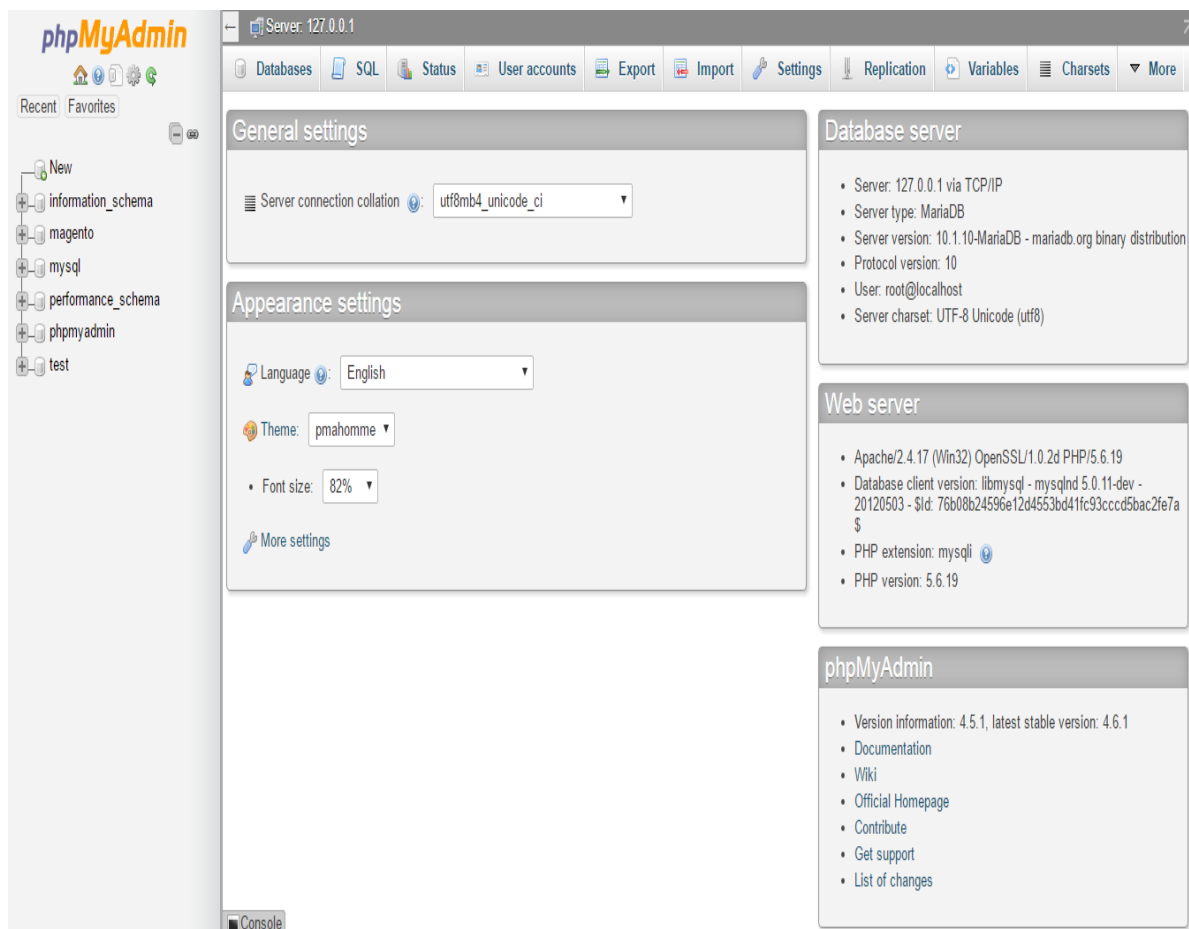 phpMyAdmin
Recent Favorites
New
information_schema
magento
mysql
performance_schema
phpmyadmin
test
Server: 127.0.0.1
Databases SQL Status User accounts Export Import Settings Replication Variables Charsets More
General settings
Server connection collation : utf8mb4_unicode_ci
Appearance settings
Language : English
Theme: pmahomme
Font size: 82%
More settings
Console
Database server
Server: 127.0.0.1 via TCP/IP
Server type: MariaDB
Server version: 10.1.10-MariaDB - mariadb.org binary distribution
Protocol version: 10
User: root@localhost
Server charset: UTF-8 Unicode (utf8)
Web server
Apache/2.4.17 (Win32) OpenSSL/1.0.2d PHP/5.6.19
Database client version: libmysql - mysqlnd 5.0.11-dev -
20120503 - $Id: 76b08b24596e12d4553bd41fc93cccd5bac2fe7a
$
PHP extension: mysqli
PHP version: 5.6.19
phpMyAdmin
Version information: 4.5.1, latest stable version: 4.6.1
Documentation
Wiki
Official Homepage
Contribute
Get support
List of changes